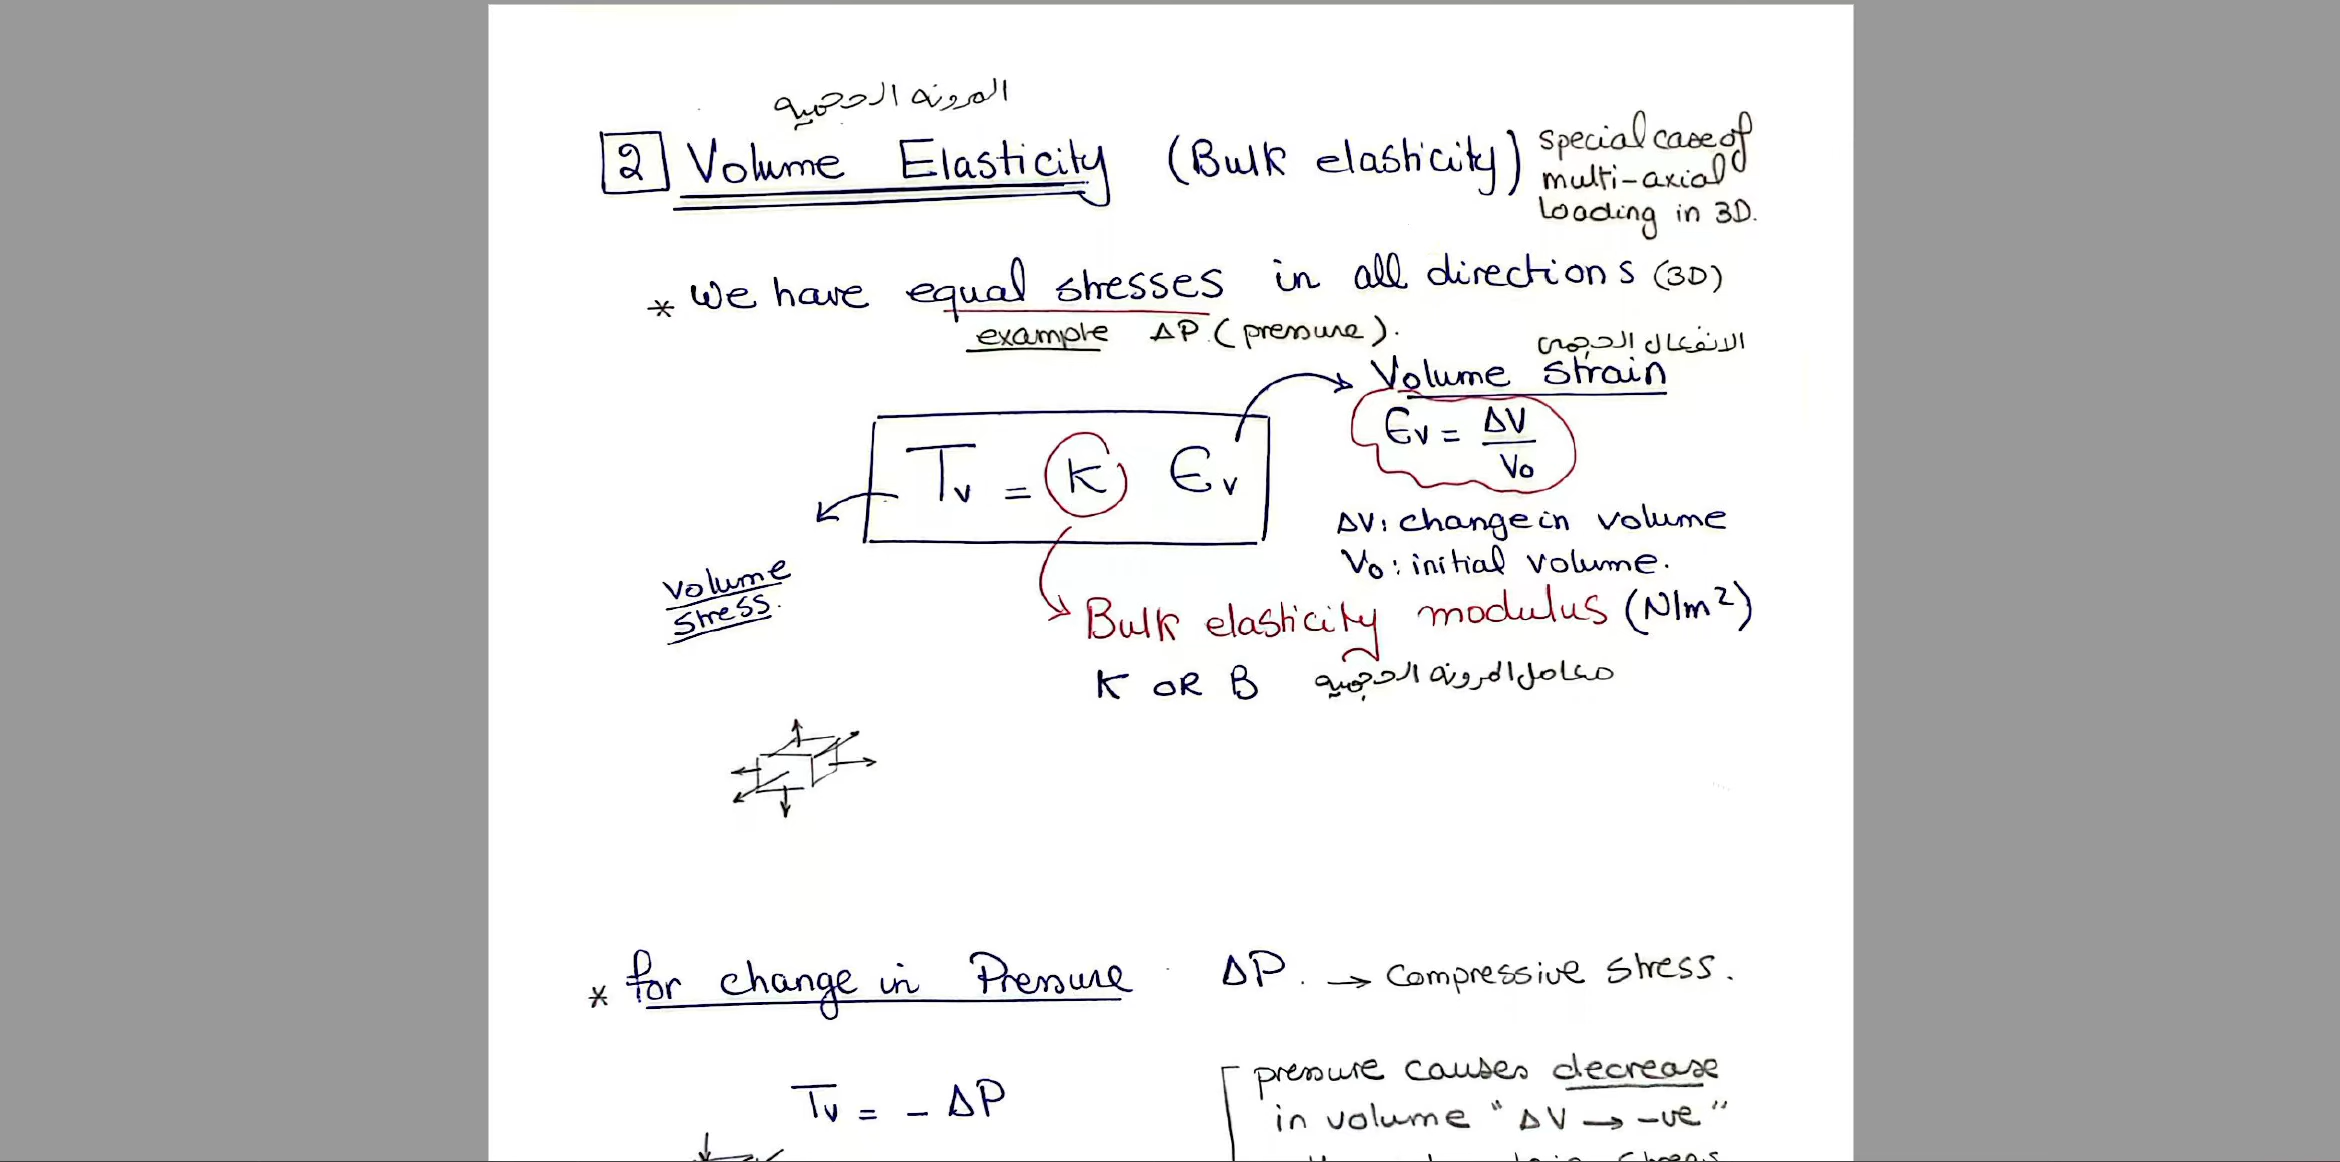 المرونه الحجميه
2 Volume Elasticity (Bulk elasticity)
special case of
multi-axial
loading in 3D.
* We have equal stresses in all directions (3D)
example ΔP (pressure).
الانفعال الحجمى
Volume strain
Tv = K ϵv
ϵv = ΔV / Vo
ΔV: change in volume
Vo: initial volume.
Volume
stress.
Bulk elasticity modulus (N/m²)
K OR B معامل المرونه الحجميه
* for change in Pressure ΔP. → Compressive stress.
Tv = - ΔP
pressure causes decrease
in volume "ΔV → -ve"